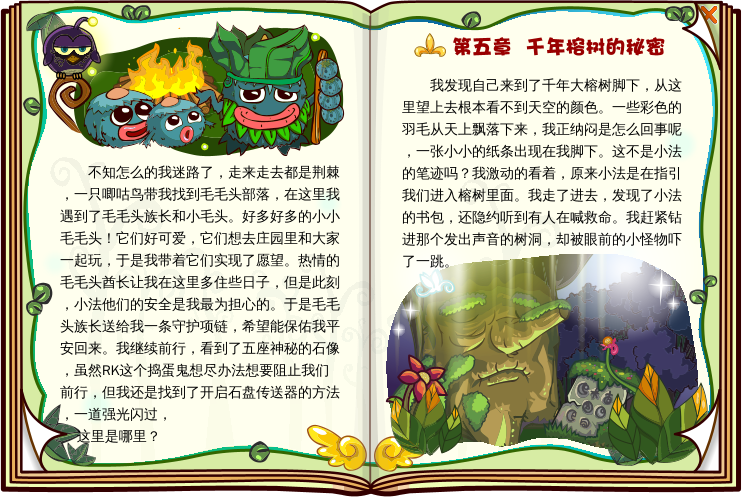 不知怎么的我迷路了，走来走去都是荆棘
，一只唧咕鸟带我找到毛毛头部落，在这里我
遇到了毛毛头族长和小毛头。好多好多的小小
毛毛头！它们好可爱，它们想去庄园里和大家
一起玩，于是我带着它们实现了愿望。热情的
毛毛头酋长让我在这里多住些日子，但是此刻
，小法他们的安全是我最为担心的。于是毛毛
头族长送给我一条守护项链，希望能保佑我平
安回来。我继续前行，看到了五座神秘的石像
，虽然RK这个捣蛋鬼想尽办法想要阻止我们
前行，但我还是找到了开启石盘传送器的方法
，一道强光闪过，
这里是哪里？
第五章 千年榕树的秘密
我发现自己来到了千年大榕树脚下，从这
里望上去根本看不到天空的颜色。一些彩色的
羽毛从天上飘落下来，我正纳闷是怎么回事呢
，一张小小的纸条出现在我脚下。这不是小法
的笔迹吗？我激动的看着，原来小法是在指引
我们进入榕树里面。我走了进去，发现了小法
的书包，还隐约听到有人在喊救命。我赶紧钻
进那个发出声音的树洞，却被眼前的小怪物吓
了一跳。